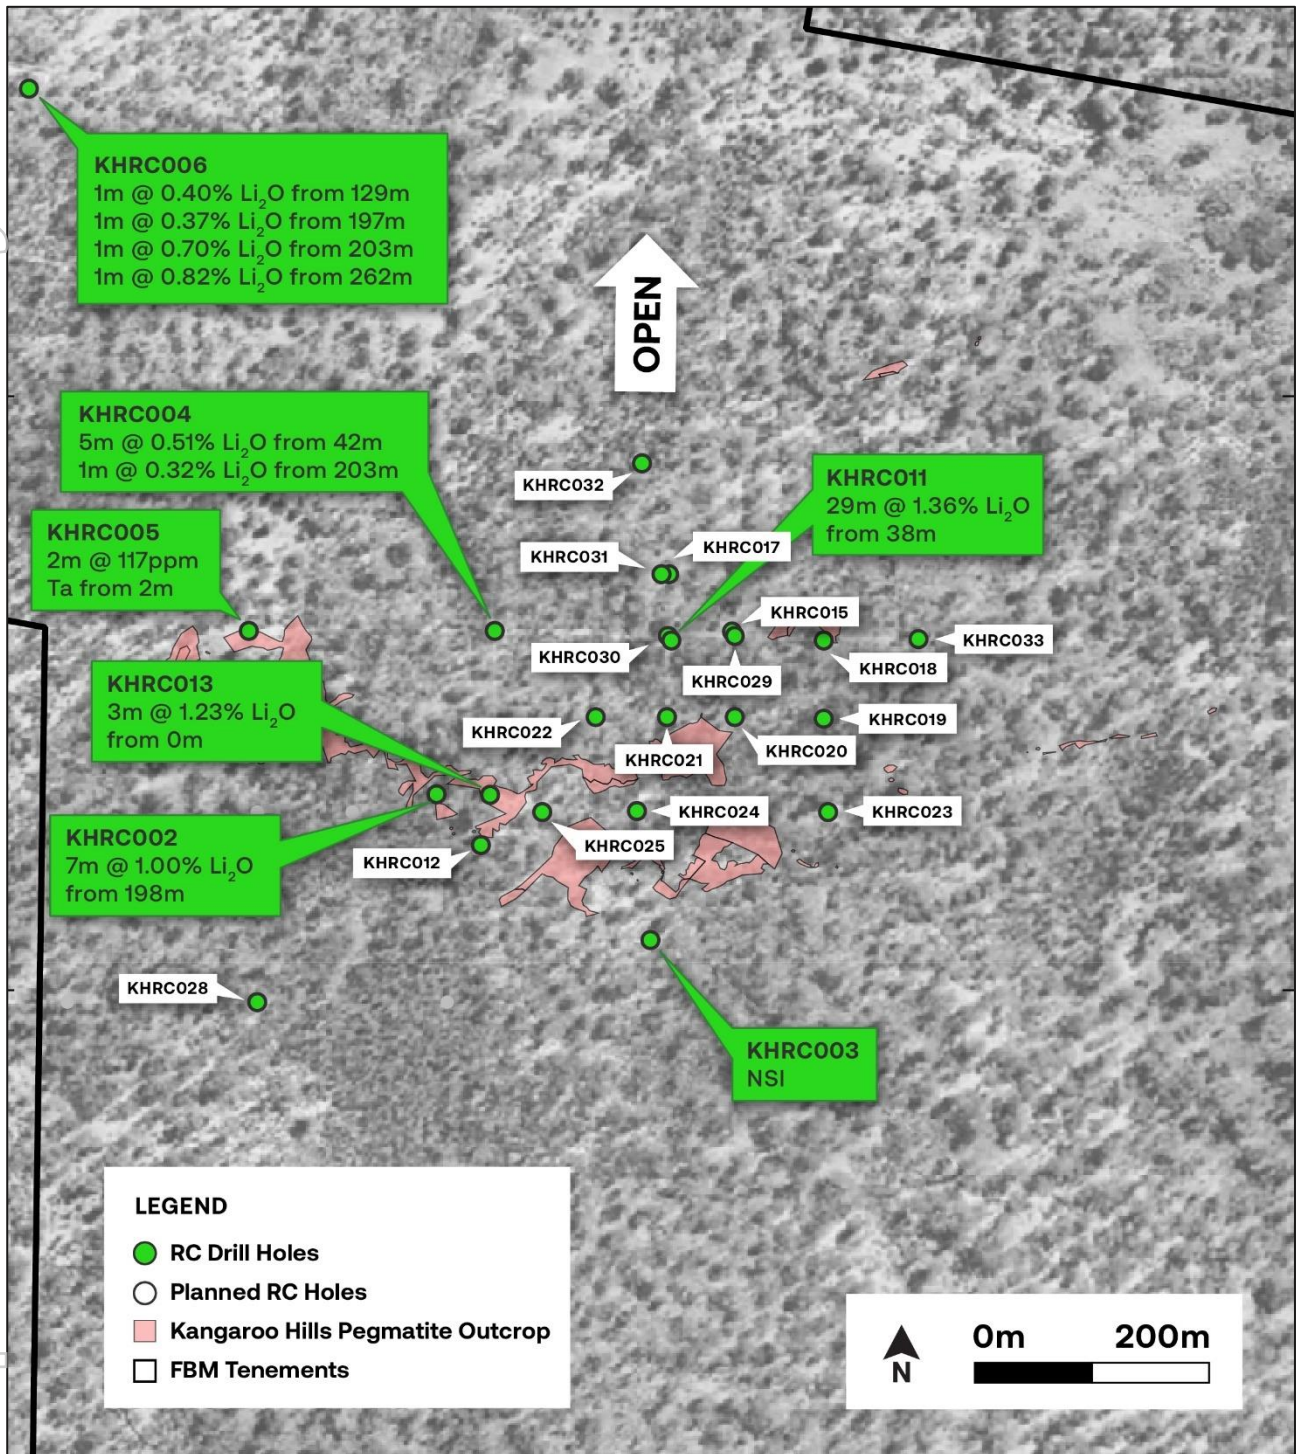 KHRC006
1m @ 0.40% Li₂O from 129m
1m @ 0.37% Li₂O from 197m
1m @ 0.70% Li₂O from 203m
1m @ 0.82% Li₂O from 262m
OPEN
KHRC004
5m @ 0.51% Li₂O from 42m
1m @ 0.32% Li₂O from 203m
KHRC032
KHRC011
29m @ 1.36% Li₂O
from 38m
KHRC005
2m @ 117ppm
Ta from 2m
KHRC031
KHRC017
KHRC015
KHRC030
KHRC029
KHRC018
KHRC033
KHRC013
3m @ 1.23% Li₂O
from 0m
KHRC022
KHRC021
KHRC020
KHRC019
KHRC002
7m @ 1.00% Li₂O
from 198m
KHRC012
KHRC025
KHRC024
KHRC023
KHRC028
KHRC003
NSI
LEGEND
RC Drill Holes
Planned RC Holes
Kangaroo Hills Pegmatite Outcrop
FBM Tenements
N
0m 200m